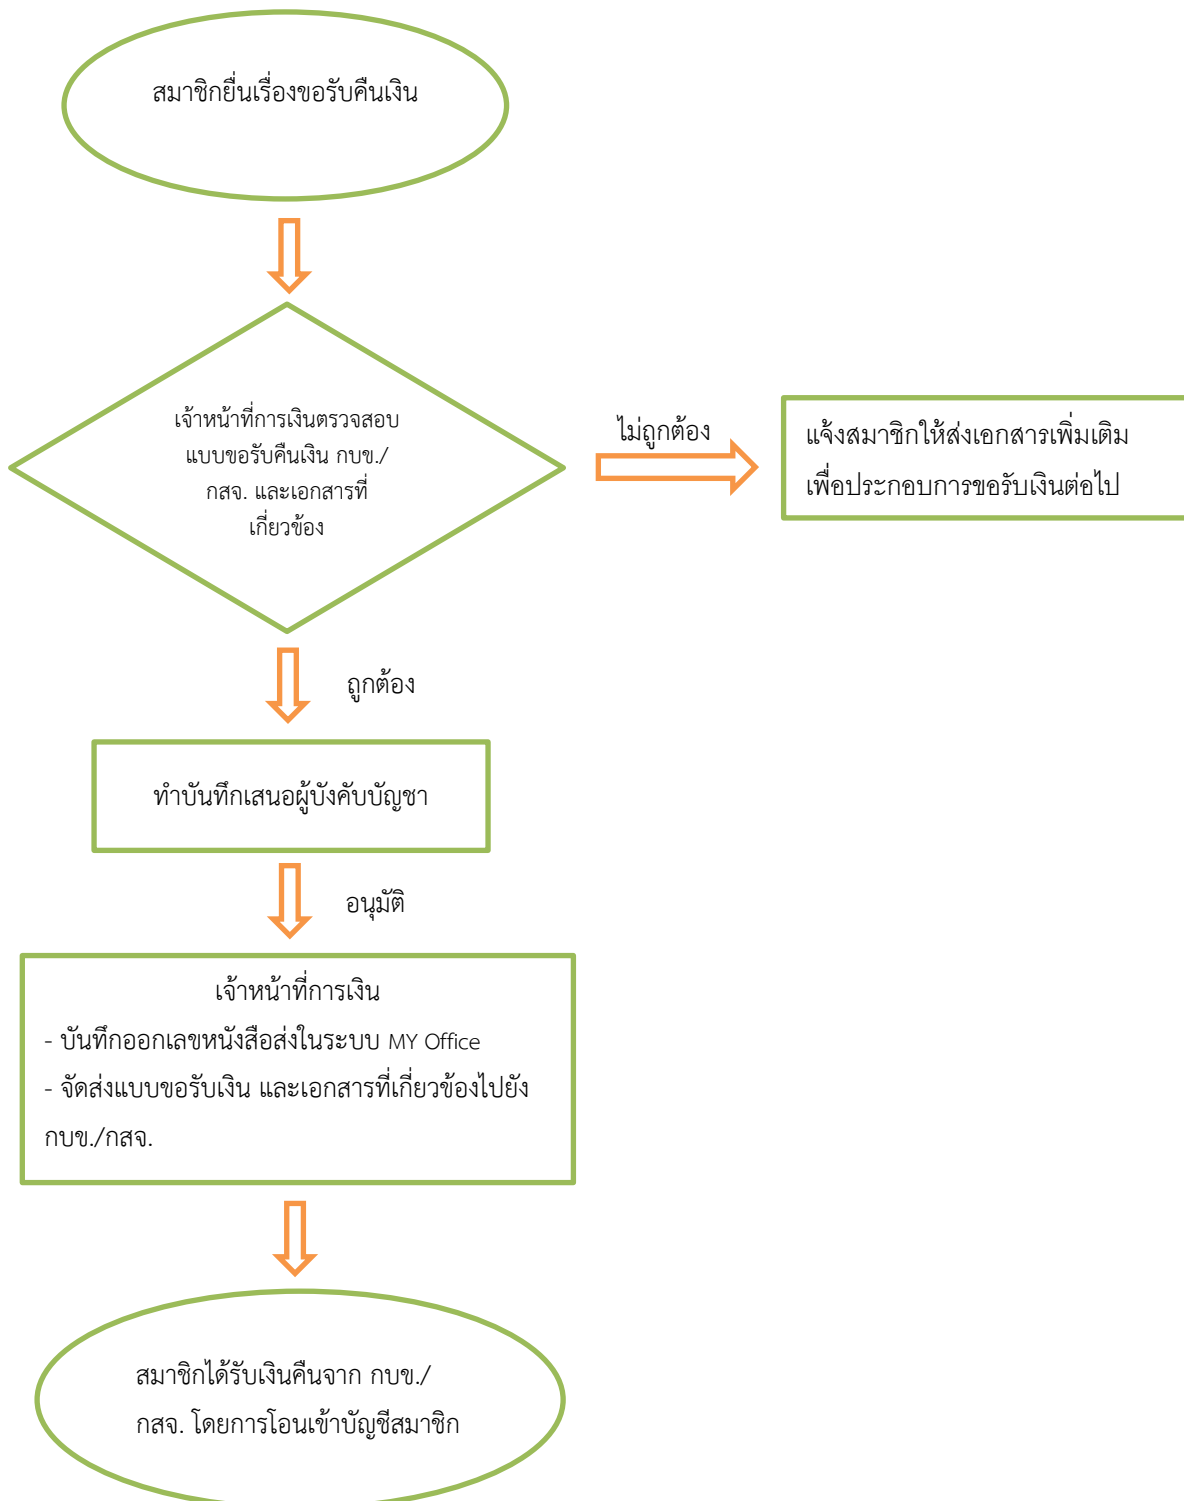 สมาชิกยื่นเรื่องขอรับคืนเงิน
เจ้าหน้าที่การเงินตรวจสอบ
แบบขอรับคืนเงิน กบข./
กสจ. และเอกสารที่
เกี่ยวข้อง
ไม่ถูกต้อง
แจ้งสมาชิกให้ส่งเอกสารเพิ่มเติม
เพื่อประกอบการขอรับเงินต่อไป
ถูกต้อง
ทำบันทึกเสนอผู้บังคับบัญชา
อนุมัติ
เจ้าหน้าที่การเงิน
- บันทึกออกเลขหนังสือส่งในระบบ MY Office
- จัดส่งแบบขอรับเงิน และเอกสารที่เกี่ยวข้องไปยัง
กบข./กสจ.
สมาชิกได้รับเงินคืนจาก กบข./
กสจ. โดยการโอนเข้าบัญชีสมาชิก